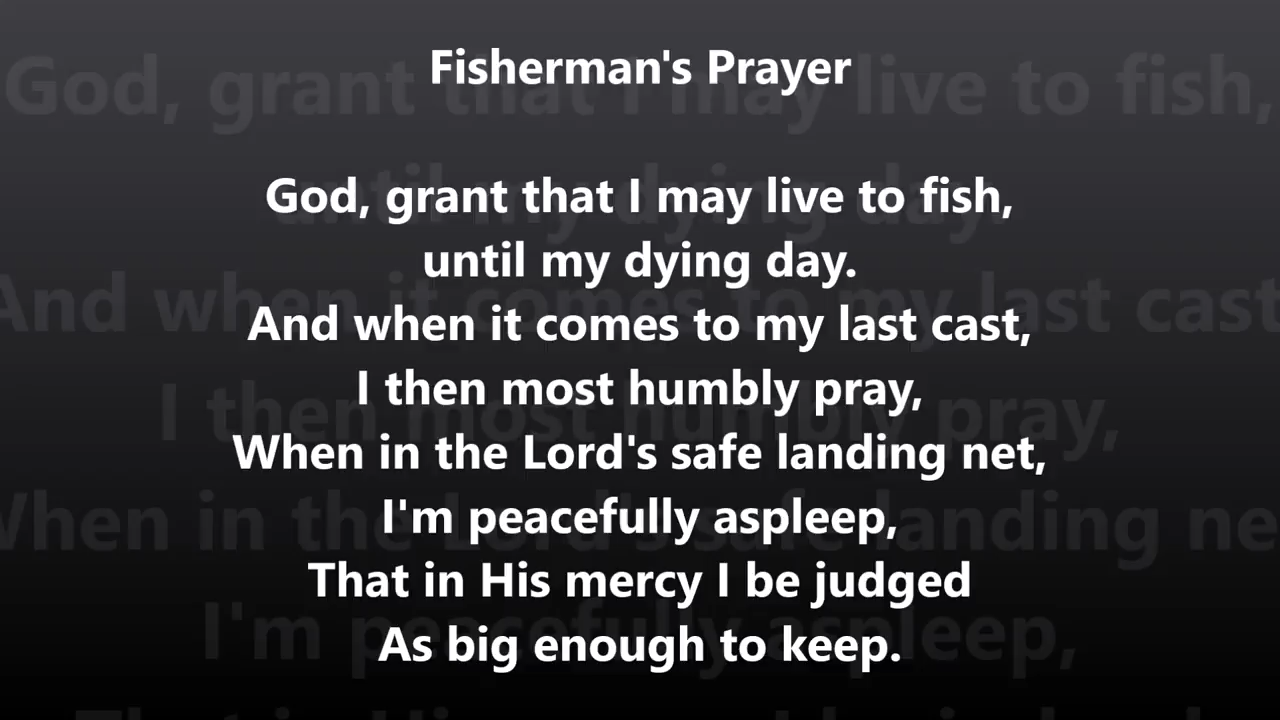 Fisherman's Prayer
God, grant that I may live to fish,
until my dying day.
And when it comes to my last cast,
I then most humbly pray,
When in the Lord's safe landing net,
I'm peacefully aspleep,
That in His mercy I be judged
As big enough to keep.